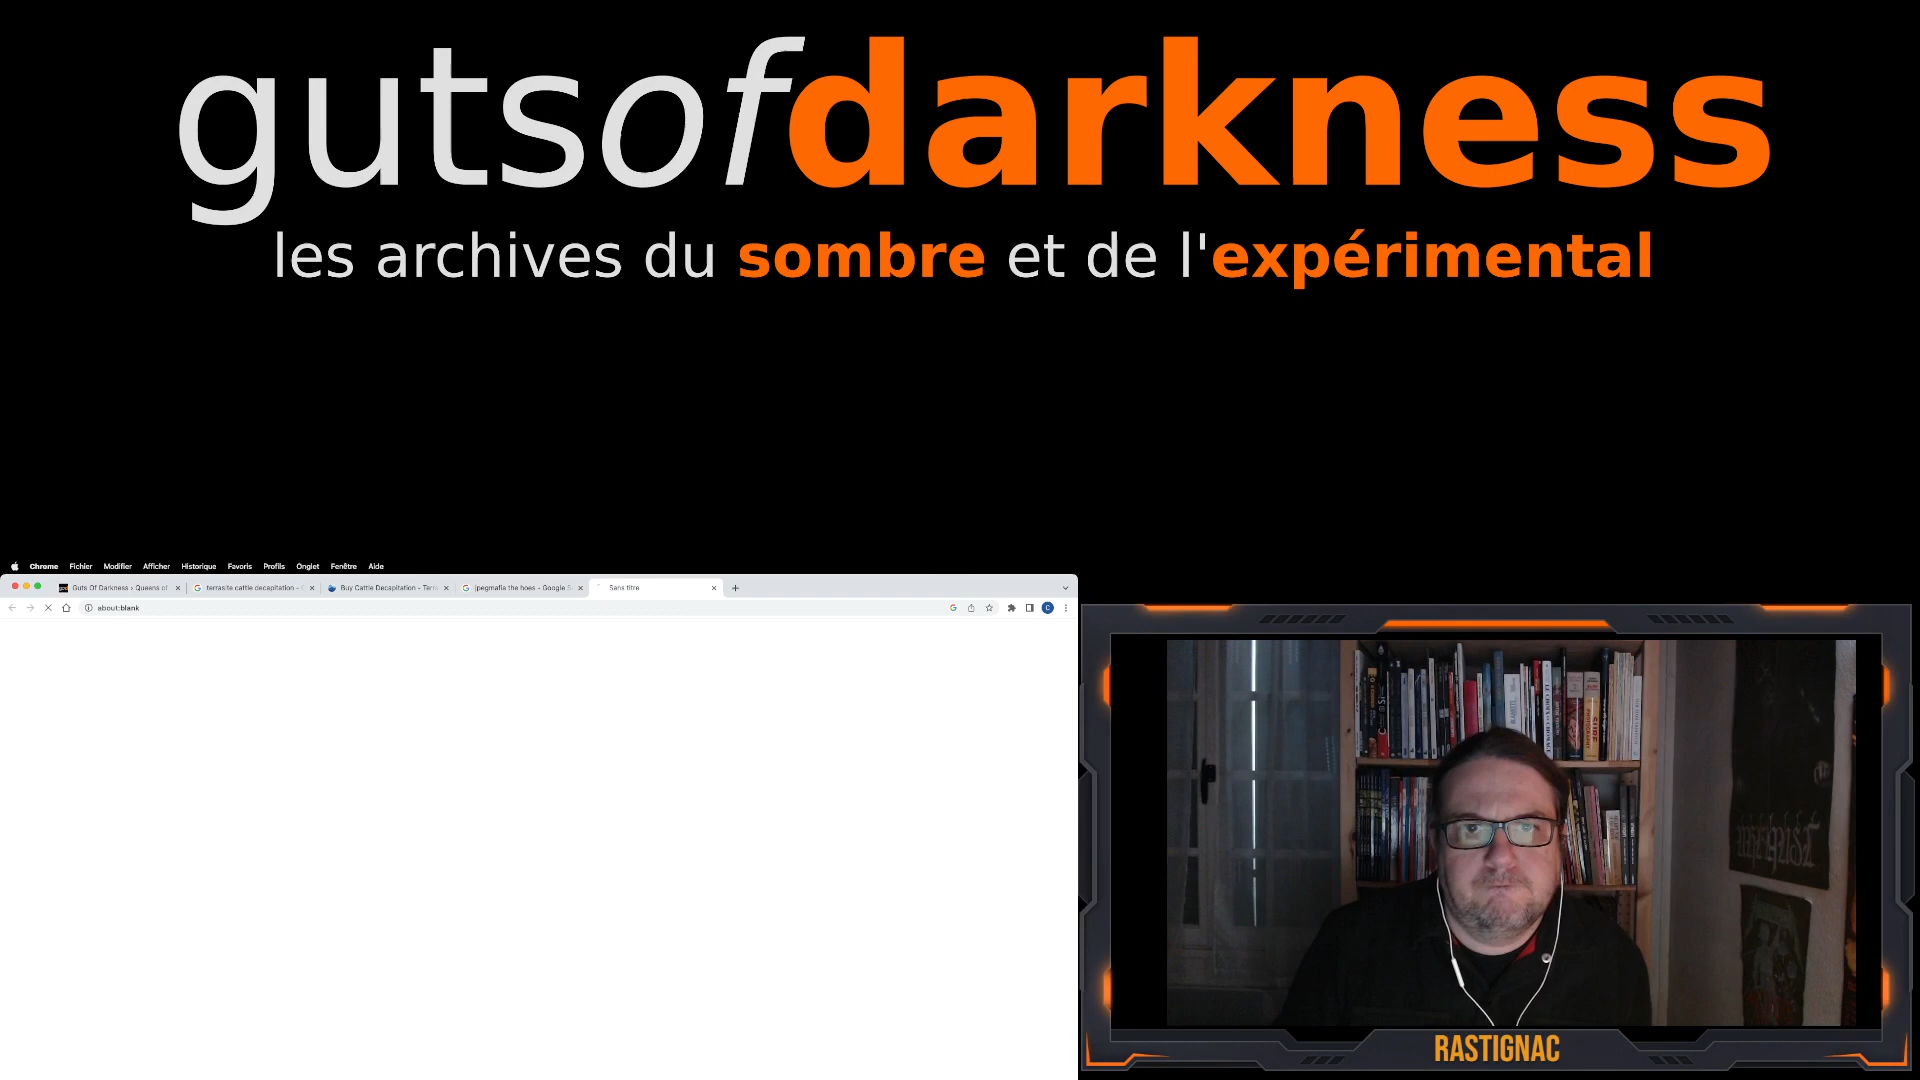 gutsofdarkness
les archives du sombre et de l'expérimental
Chrome Fichier Modifier Afficher Historique Favoris Profils Onglet Fenêtre Aide
Guts Of Darkness › Queens of
terrasite cattle decapitation -
Buy Cattle Decapitation - Terra
jpegmafia the hoes - Google S
Sans titre
about:blank
RASTIGNAC